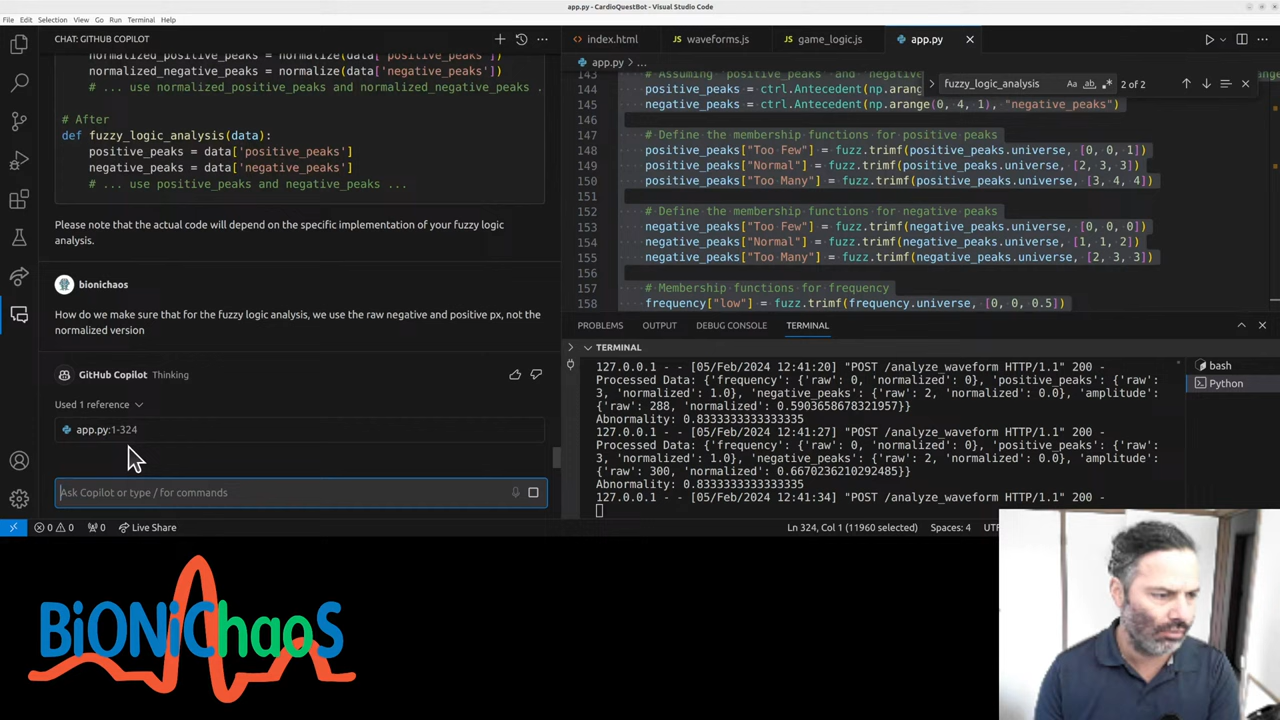 app.py - CardioQuestBot - Visual Studio Code
File Edit Selection View Go Run Terminal Help
CHAT: GITHUB COPILOT
index.html
waveforms.js
game_logic.js
app.py
app.py > ...
fuzzy_logic_analysis
Aa ab
2 of 2
normalized_positive_peaks = normalize(data['positive_peaks'])
normalized_negative_peaks = normalize(data['negative_peaks'])
# ... use normalized_positive_peaks and normalized_negative_peaks .
# After
def fuzzy_logic_analysis(data):
positive_peaks = data['positive_peaks']
negative_peaks = data['negative_peaks']
# ... use positive_peaks and negative_peaks ...
Please note that the actual code will depend on the specific implementation of your fuzzy logic
analysis.
bionichaos
How do we make sure that for the fuzzy logic analysis, we use the raw negative and positive px, not the
normalized version
GitHub Copilot Thinking
Used 1 reference
app.py:1-324
Ask Copilot or type / for commands
143 # Assuming 'positive_peaks' and 'negative
144 positive_peaks = ctrl.Antecedent(np.arang
145 negative_peaks = ctrl.Antecedent(np.arange(0, 4, 1), "negative_peaks")
146
147 # Define the membership functions for positive peaks
148 positive_peaks["Too Few"] = fuzz.trimf(positive_peaks.universe, [0, 0, 1])
149 positive_peaks["Normal"] = fuzz.trimf(positive_peaks.universe, [2, 3, 3])
150 positive_peaks["Too Many"] = fuzz.trimf(positive_peaks.universe, [3, 4, 4])
151
152 # Define the membership functions for negative peaks
153 negative_peaks["Too Few"] = fuzz.trimf(negative_peaks.universe, [0, 0, 0])
154 negative_peaks["Normal"] = fuzz.trimf(negative_peaks.universe, [1, 1, 2])
155 negative_peaks["Too Many"] = fuzz.trimf(negative_peaks.universe, [2, 3, 3])
156
157 # Membership functions for frequency
158 frequency["low"] = fuzz.trimf(frequency.universe, [0, 0, 0.5])
PROBLEMS OUTPUT DEBUG CONSOLE TERMINAL
TERMINAL
127.0.0.1 - - [05/Feb/2024 12:41:20] "POST /analyze_waveform HTTP/1.1" 200 -
Processed Data: {'frequency': {'raw': 0, 'normalized': 0}, 'positive_peaks': {'raw':
3, 'normalized': 1.0}, 'negative_peaks': {'raw': 2, 'normalized': 0.0}, 'amplitude':
{'raw': 288, 'normalized': 0.5903658678321957}}
Abnormality: 0.8333333333333335
127.0.0.1 - - [05/Feb/2024 12:41:27] "POST /analyze_waveform HTTP/1.1" 200 -
Processed Data: {'frequency': {'raw': 0, 'normalized': 0}, 'positive_peaks': {'raw':
3, 'normalized': 1.0}, 'negative_peaks': {'raw': 2, 'normalized': 0.0}, 'amplitude':
{'raw': 300, 'normalized': 0.6670236210292485}}
Abnormality: 0.8333333333333335
127.0.0.1 - - [05/Feb/2024 12:41:34] "POST /analyze_waveform HTTP/1.1" 200 -
bash
Python
0 0 0 Live Share
Ln 324, Col 1 (11960 selected) Spaces: 4
BiONiChaoS